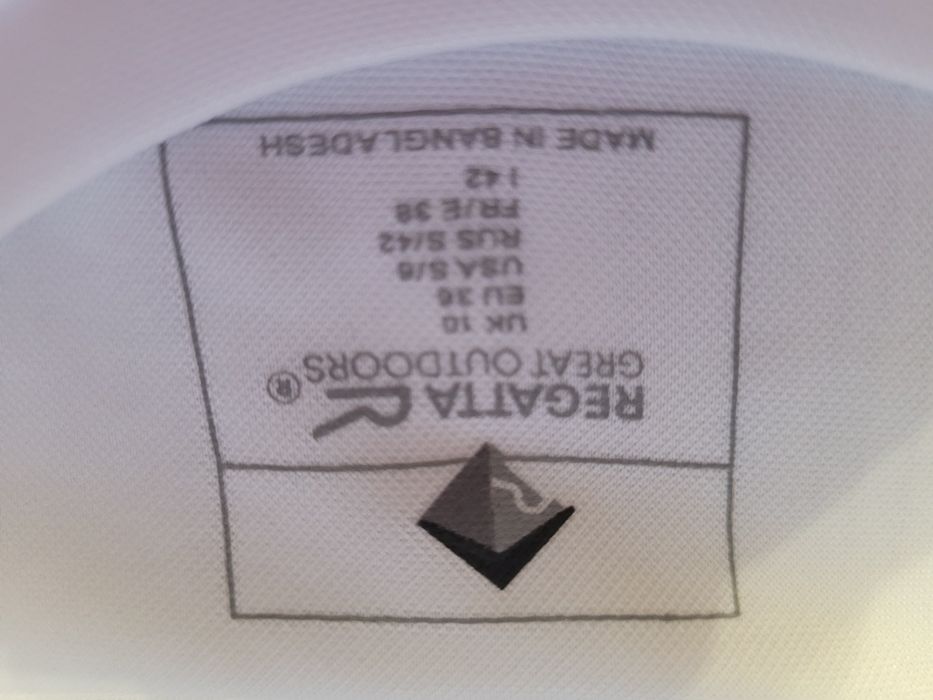 REGATTA
GREAT OUTDOORS®
UK 10
EU 36
USA S/6
RUS S/42
FR/E 38
I 42
MADE IN BANGLADESH